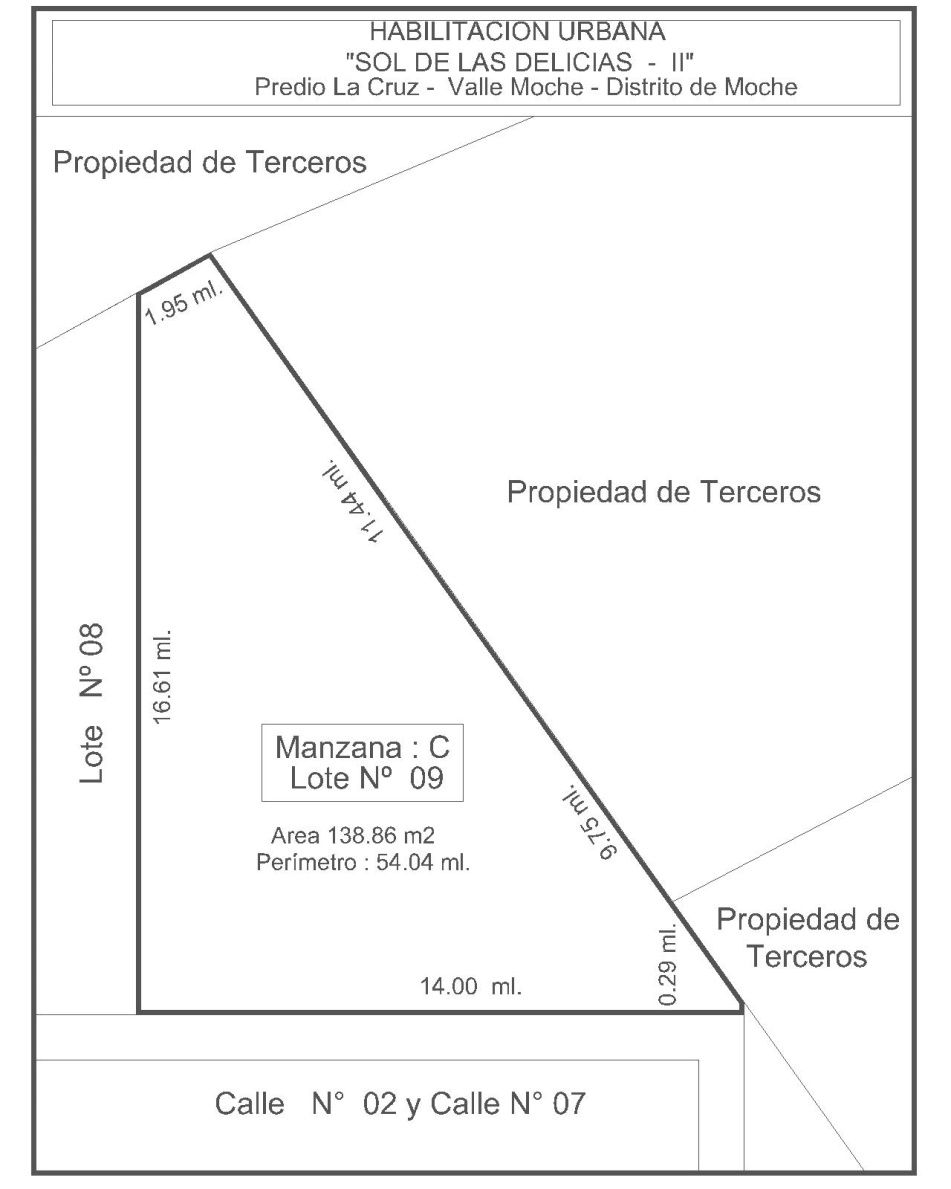 HABILITACION URBANA
"SOL DE LAS DELICIAS - II"
Predio La Cruz - Valle Moche - Distrito de Moche
Propiedad de Terceros
1.95 ml.
11.44 ml.
Propiedad de Terceros
Lote Nº 08
16.61 ml.
Manzana : C
Lote Nº 09
Area 138.86 m2
Perímetro : 54.04 ml.
9.75 ml.
Propiedad de
Terceros
0.29 ml.
14.00 ml.
Calle N° 02 y Calle N° 07